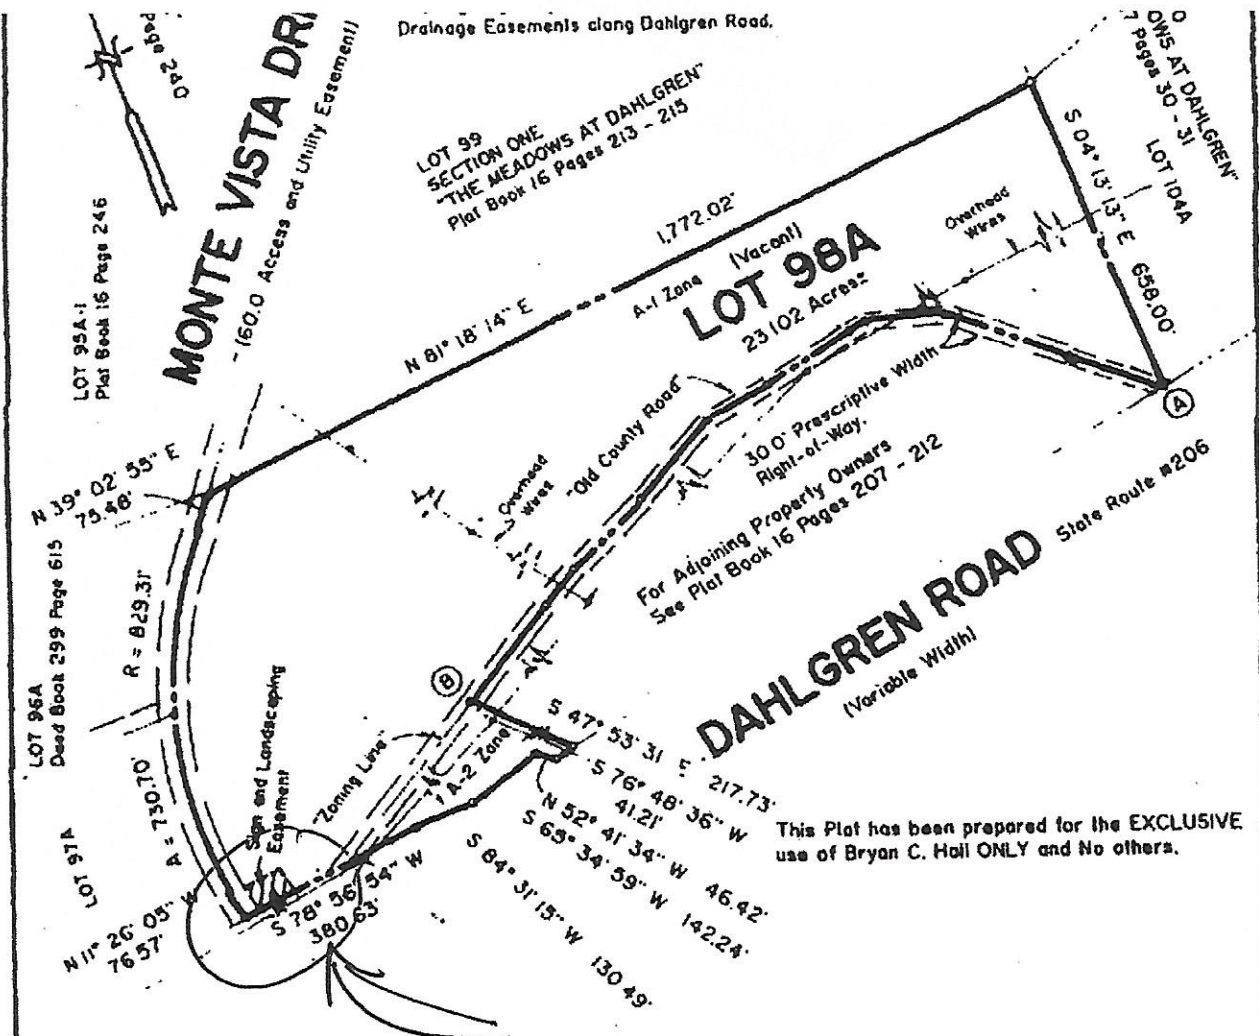 Drainage Easements along Dahlgren Road.
Page 240
MONTE VISTA DRI
(60.0 Access and Utility Easement)
LOT 99
SECTION ONE
"THE MEADOWS AT DAHLGREN"
Plat Book 16 Pages 213 - 215
OWS AT DAHLGREN"
Pages 30 - 31
LOT 104A
S 04° 13' 13" E 658.00'
LOT 95A-1
Plat Book 16 Page 246
1,772.02'
N 81° 18' 14" E
A-1 Zone (Vacant)
LOT 98A
23.102 Acres±
Overhead
Wires
A
"Old County Road"
30.0' Prescriptive Width
Right-of-Way.
For Adjoining Property Owners
See Plat Book 16 Pages 207 - 212
DAHLGREN ROAD State Route #206
(Variable Width)
N 39° 02' 55" E
75.48'
Overhead
Wires
LOT 96A
Deed Book 299 Page 615
R = 829.31'
A = 730.70'
LOT 97A
N 11° 26' 05" W
76.57'
Sign and Landscaping
Easement
"Zoning Line"
B
A-2 Zone
S 47° 53' 31" E 217.73'
S 76° 48' 36" W
41.21'
N 52° 41' 34" W 46.42'
S 65° 34' 59" W 142.24'
S 84° 31' 15" W 130.49'
S 78° 56' 54" W
380.63'
This Plat has been prepared for the EXCLUSIVE
use of Bryan C. Hall ONLY and No others.